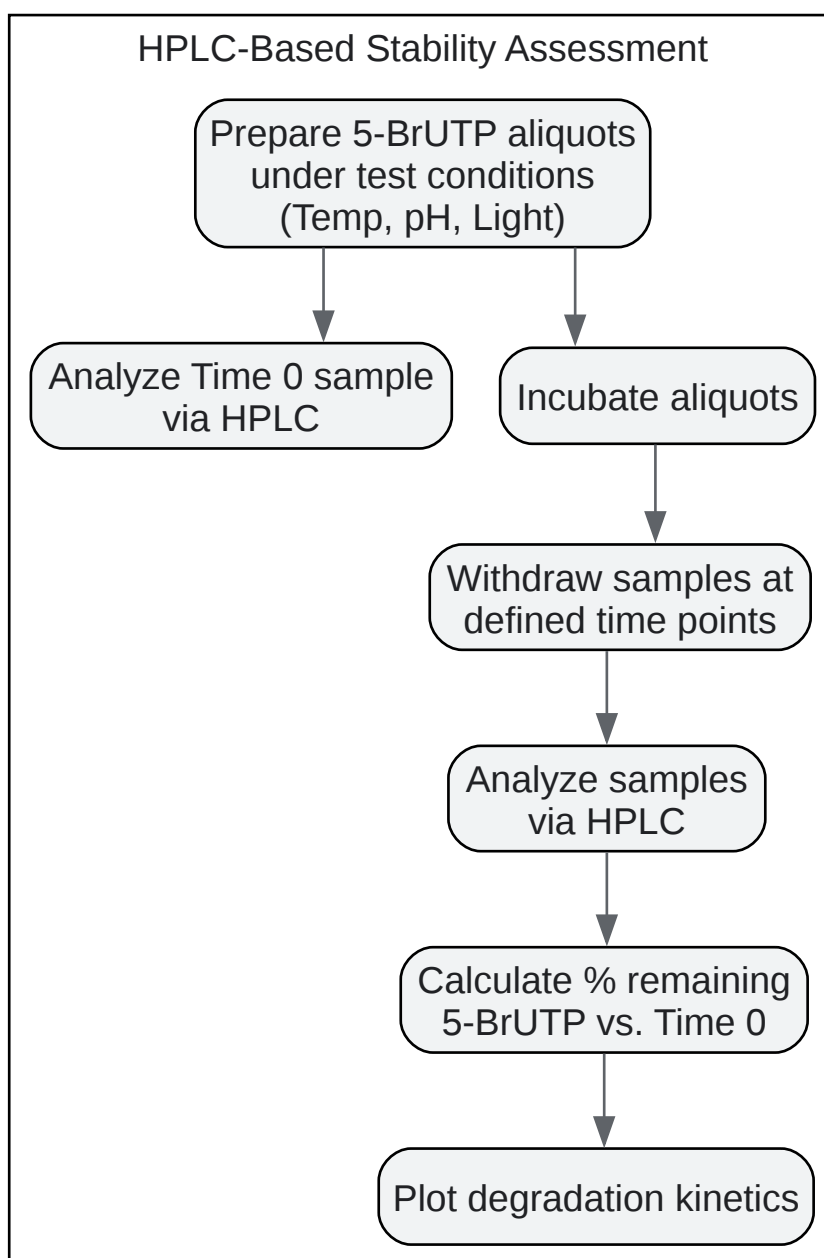 HPLC-Based Stability Assessment
Prepare 5-BrUTP aliquots
under test conditions
(Temp, pH, Light)
Analyze Time 0 sample
via HPLC
Incubate aliquots
Withdraw samples at
defined time points
Analyze samples
via HPLC
Calculate % remaining
5-BrUTP vs. Time 0
Plot degradation kinetics